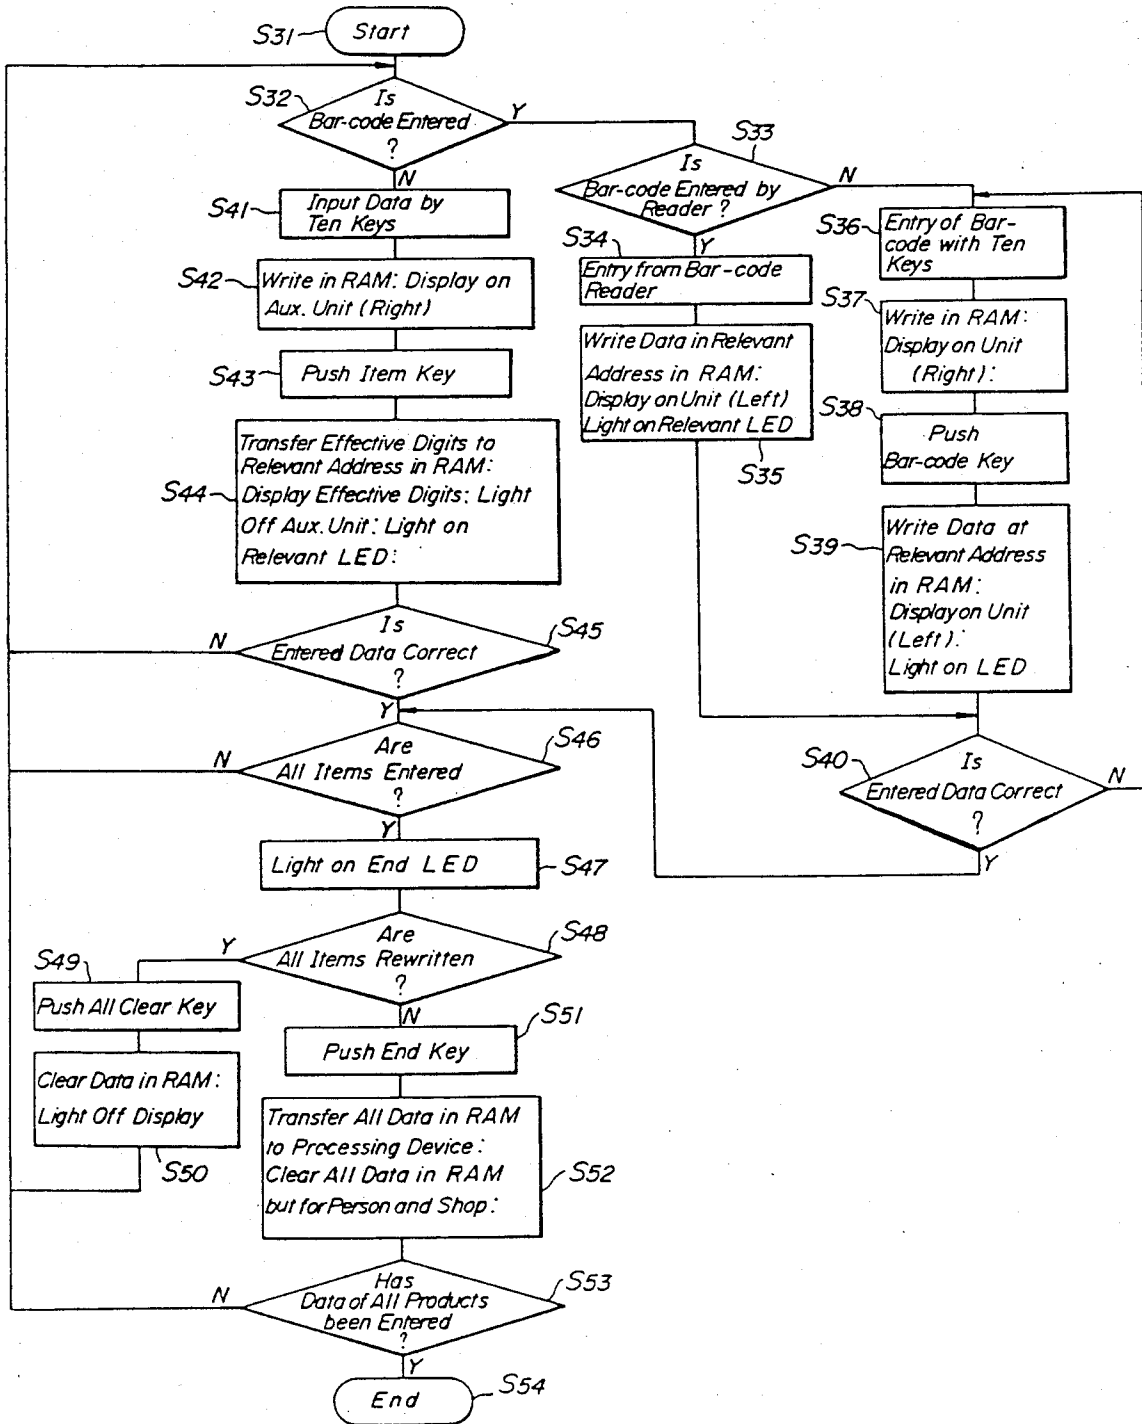 S31
Start
S32
Is
Bar-code Entered
?
Y
N
S33
Is
Bar-code Entered by
Reader ?
N
Y
S41
Input Data by
Ten Keys
S34
Entry from Bar-code
Reader
S36
Entry of Bar-
code with Ten
Keys
S42
Write in RAM: Display on
Aux. Unit (Right)
S35
Write Data in Relevant
Address in RAM:
Display on Unit (Left)
Light on Relevant LED
S37
Write in RAM:
Display on Unit
(Right):
S43
Push Item Key
S38
Push
Bar-code Key
S44
Transfer Effective Digits to
Relevant Address in RAM:
Display Effective Digits: Light
Off Aux. Unit: Light on
Relevant LED:
S39
Write Data at
Relevant Address
in RAM:
Display on Unit
(Left):
Light on LED
S45
Is
Entered Data Correct
?
N
Y
S46
Are
All Items Entered
?
N
Y
S40
Is
Entered Data Correct
?
N
Y
Light on End LED
S47
S48
Are
All Items Rewritten
?
Y
N
S49
Push All Clear Key
S51
Push End Key
Clear Data in RAM:
Light Off Display
S50
Transfer All Data in RAM
to Processing Device:
Clear All Data in RAM
but for Person and Shop:
S52
S53
Has
Data of All Products
been Entered
?
N
Y
End
S54